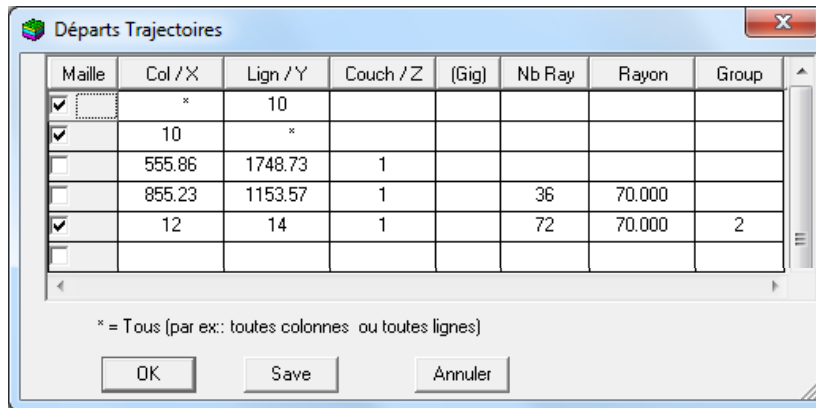 Départs Trajectoires
Maille Col / X Lign / Y Couch / Z (Gig) Nb Ray Rayon Group
* 10
10 *
555.86 1748.73 1
855.23 1153.57 1 36 70.000
12 14 1 72 70.000 2
* = Tous (par ex:: toutes colonnes ou toutes lignes)
OK Save Annuler